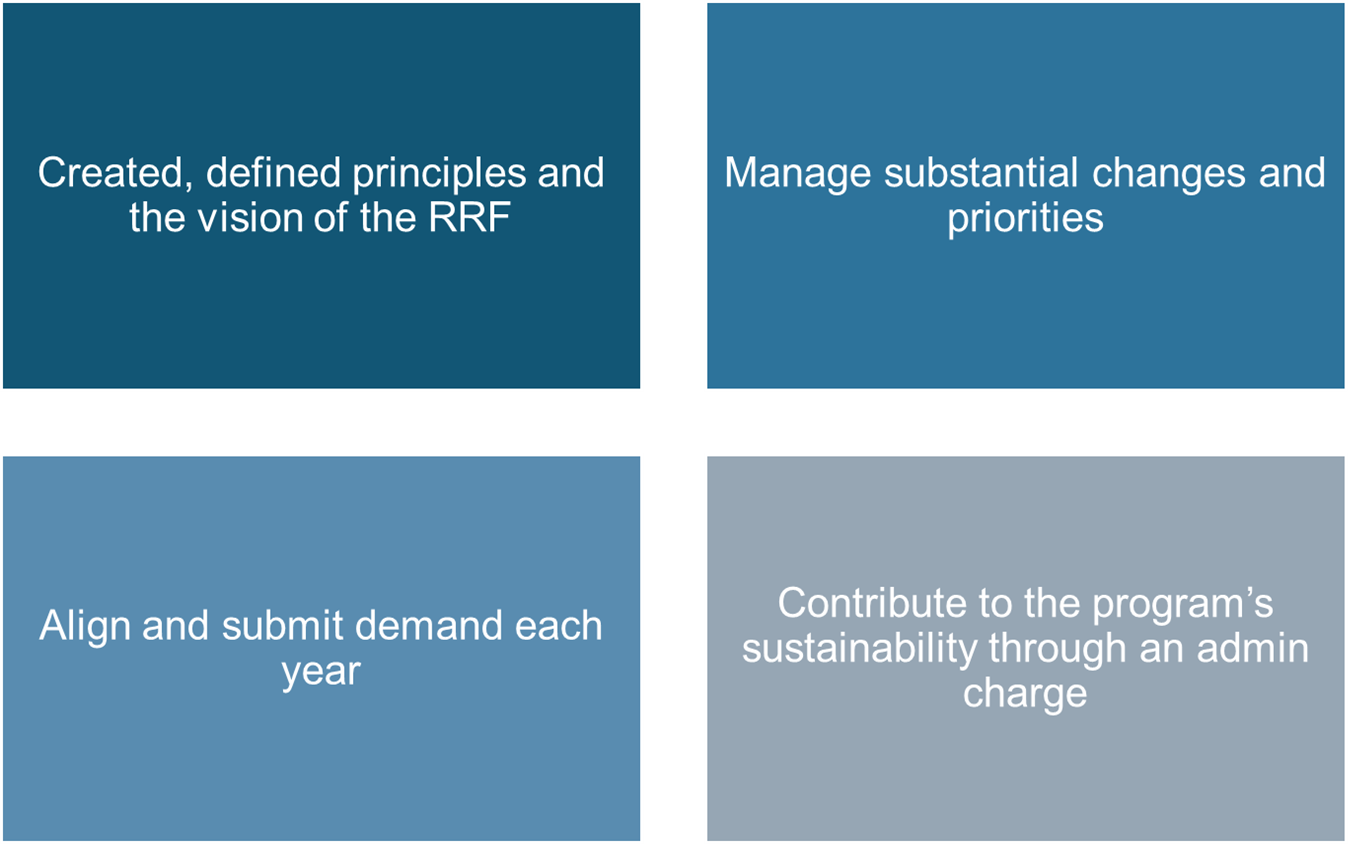 Created, defined principles and
the vision of the RRF
Manage substantial changes and
priorities
Align and submit demand each
year
Contribute to the program’s
sustainability through an admin
charge